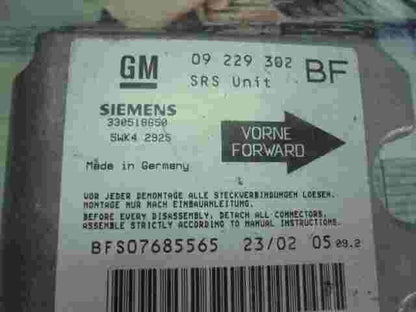 GM 09 229 302 BF
SRS Unit
SIEMENS
330518650
5WK4 2925
VORNE
FORWARD
Made in Germany
VOR JEDER DEMONTAGE ALLE STECKVERBINDUNGEN LOESEN.
MONTAGE NUR NACH EINBAUANLEITUNG.
BEFORE EVERY DISASSEMBLY, DETACH ALL CONNECTORS,
ASSEMBLE STRICTLY ACCORDING TO MANUAL INSTRUCTIONS.
BFS07685565 23/02 05 09.2